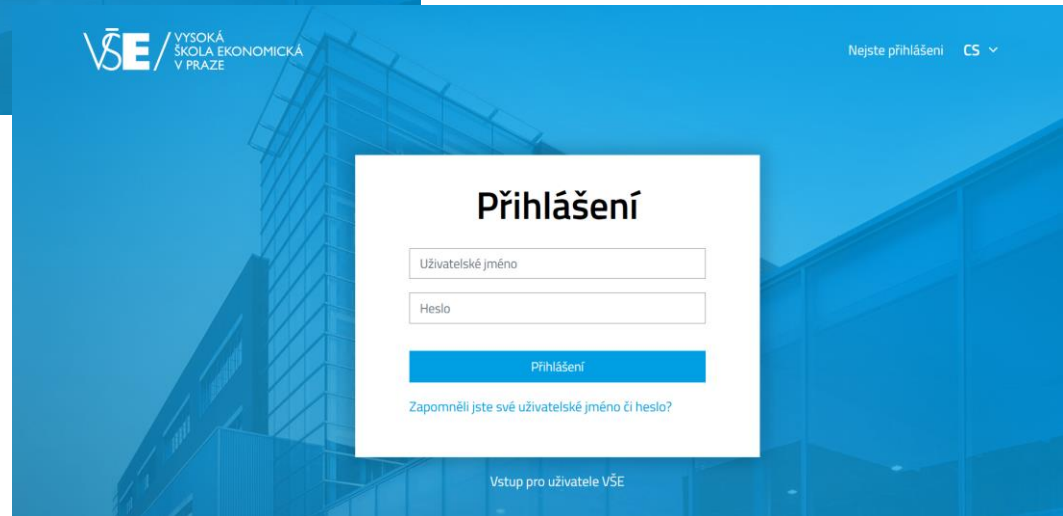 VŠE
VYSOKÁ
ŠKOLA EKONOMICKÁ
V PRAZE
Nejste přihlášeni CS
Přihlášení
Uživatelské jméno
Heslo
Přihlášení
Zapomněli jste své uživatelské jméno či heslo?
Vstup pro uživatele VŠE